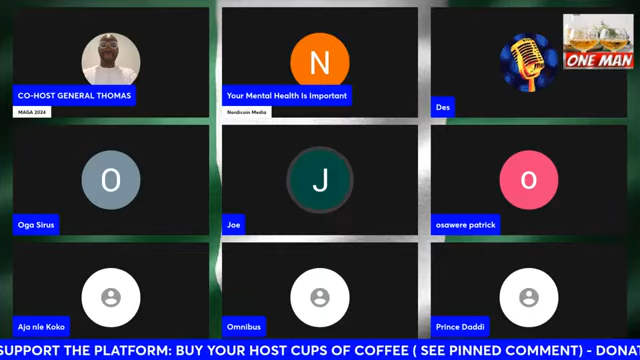 ONE MAN
CO-HOST GENERAL THOMAS
MAGA 2024
N
Your Mental Health Is Important
Nordicoin Media
Des
O
Oga Sirus
J
Joe
o
osawere patrick
Aja nle Koko
Omnibus
Prince Daddi
SUPPORT THE PLATFORM: BUY YOUR HOST CUPS OF COFFEE ( SEE PINNED COMMENT) - DONAT